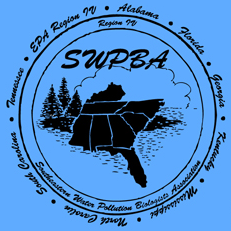 EPA Region IV • Alabama • Florida • Georgia • Kentucky • Mississippi • North Carolina • South Carolina • Tennessee •
Region IV
SWPBA
Southeastern Water Pollution Biologists Association